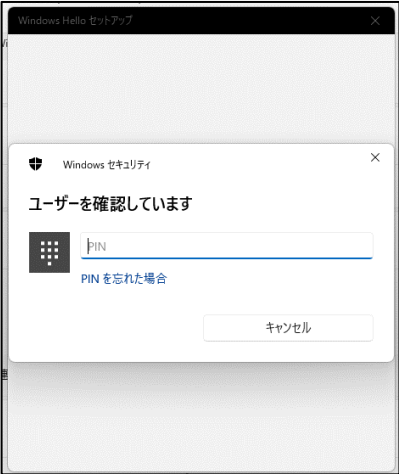 Windows Hello セットアップ
Windows セキュリティ
ユーザーを確認しています
PIN
PIN を忘れた場合
キャンセル